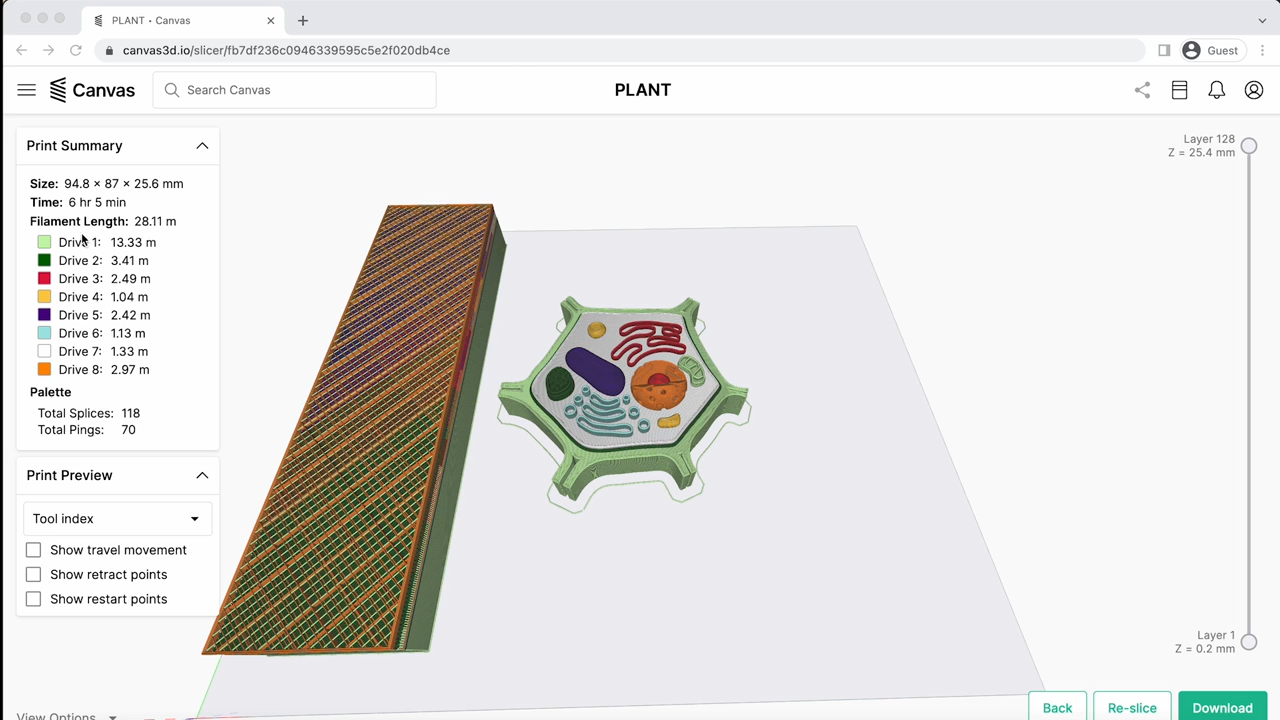 PLANT • Canvas
canvas3d.io/slicer/fb7df236c0946339595c5e2f020db4ce
Guest
Canvas
Search Canvas
PLANT
Print Summary
Size: 94.8 × 87 × 25.6 mm
Time: 6 hr 5 min
Filament Length: 28.11 m
Drive 1: 13.33 m
Drive 2: 3.41 m
Drive 3: 2.49 m
Drive 4: 1.04 m
Drive 5: 2.42 m
Drive 6: 1.13 m
Drive 7: 1.33 m
Drive 8: 2.97 m
Palette
Total Splices: 118
Total Pings: 70
Print Preview
Tool index
Show travel movement
Show retract points
Show restart points
View Options
Layer 128
Z = 25.4 mm
Layer 1
Z = 0.2 mm
Back
Re-slice
Download